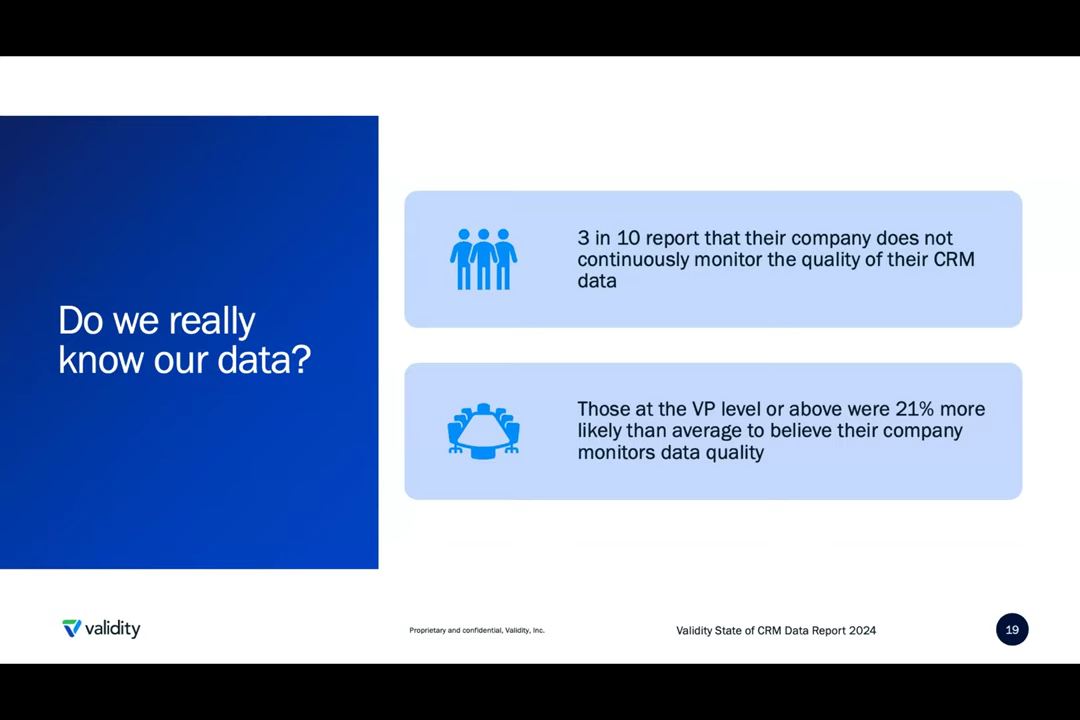 Do we really
know our data?
3 in 10 report that their company does not
continuously monitor the quality of their CRM
data
Those at the VP level or above were 21% more
likely than average to believe their company
monitors data quality
validity
Proprietary and confidential, Validity, Inc.
Validity State of CRM Data Report 2024
19